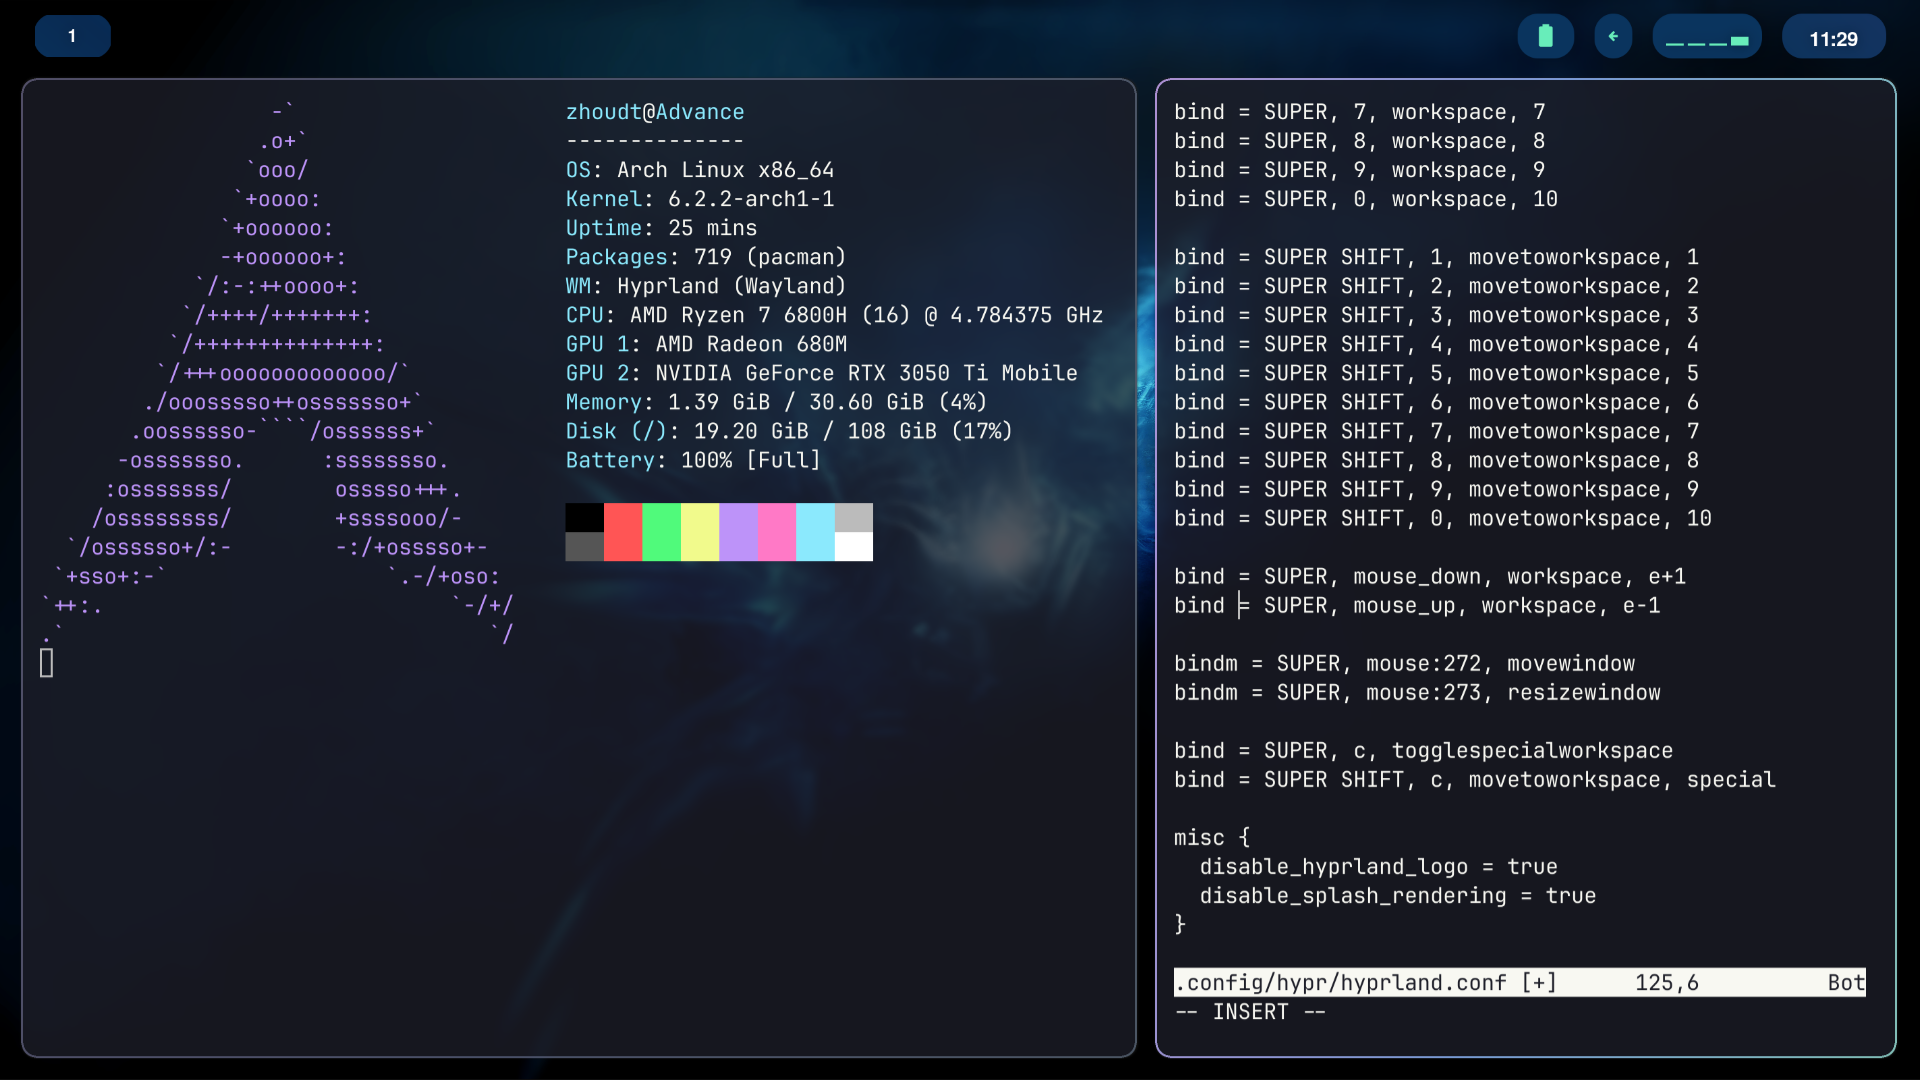 1
11:29
                  -`
                 .o+`
                `ooo/
               `+oooo:
              `+oooooo:
              -+oooooo+:
            `/:-:++oooo+:
           `/++++/+++++++:
          `/++++++++++++++:
         `/+++ooooooooooooo/`
        ./ooosssso++osssssso+`
       .oossssso-````/ossssss+`
      -osssssso.      :ssssssso.
     :osssssss/        osssso+++.
    /ossssssss/        +ssssooo/-
  `/ossssso+/:-        -:/+osssso+-
 `+sso+:-`                 `.-/+oso:
`++:.                           `-/+/
.`                                 `/
zhoudt@Advance
--------------
OS: Arch Linux x86_64
Kernel: 6.2.2-arch1-1
Uptime: 25 mins
Packages: 719 (pacman)
WM: Hyprland (Wayland)
CPU: AMD Ryzen 7 6800H (16) @ 4.784375 GHz
GPU 1: AMD Radeon 680M
GPU 2: NVIDIA GeForce RTX 3050 Ti Mobile
Memory: 1.39 GiB / 30.60 GiB (4%)
Disk (/): 19.20 GiB / 108 GiB (17%)
Battery: 100% [Full]
bind = SUPER, 7, workspace, 7
bind = SUPER, 8, workspace, 8
bind = SUPER, 9, workspace, 9
bind = SUPER, 0, workspace, 10
bind = SUPER SHIFT, 1, movetoworkspace, 1
bind = SUPER SHIFT, 2, movetoworkspace, 2
bind = SUPER SHIFT, 3, movetoworkspace, 3
bind = SUPER SHIFT, 4, movetoworkspace, 4
bind = SUPER SHIFT, 5, movetoworkspace, 5
bind = SUPER SHIFT, 6, movetoworkspace, 6
bind = SUPER SHIFT, 7, movetoworkspace, 7
bind = SUPER SHIFT, 8, movetoworkspace, 8
bind = SUPER SHIFT, 9, movetoworkspace, 9
bind = SUPER SHIFT, 0, movetoworkspace, 10
bind = SUPER, mouse_down, workspace, e+1
bind = SUPER, mouse_up, workspace, e-1
bindm = SUPER, mouse:272, movewindow
bindm = SUPER, mouse:273, resizewindow
bind = SUPER, c, togglespecialworkspace
bind = SUPER SHIFT, c, movetoworkspace, special
misc {
  disable_hyprland_logo = true
  disable_splash_rendering = true
}
.config/hypr/hyprland.conf [+] 125,6 Bot
-- INSERT --